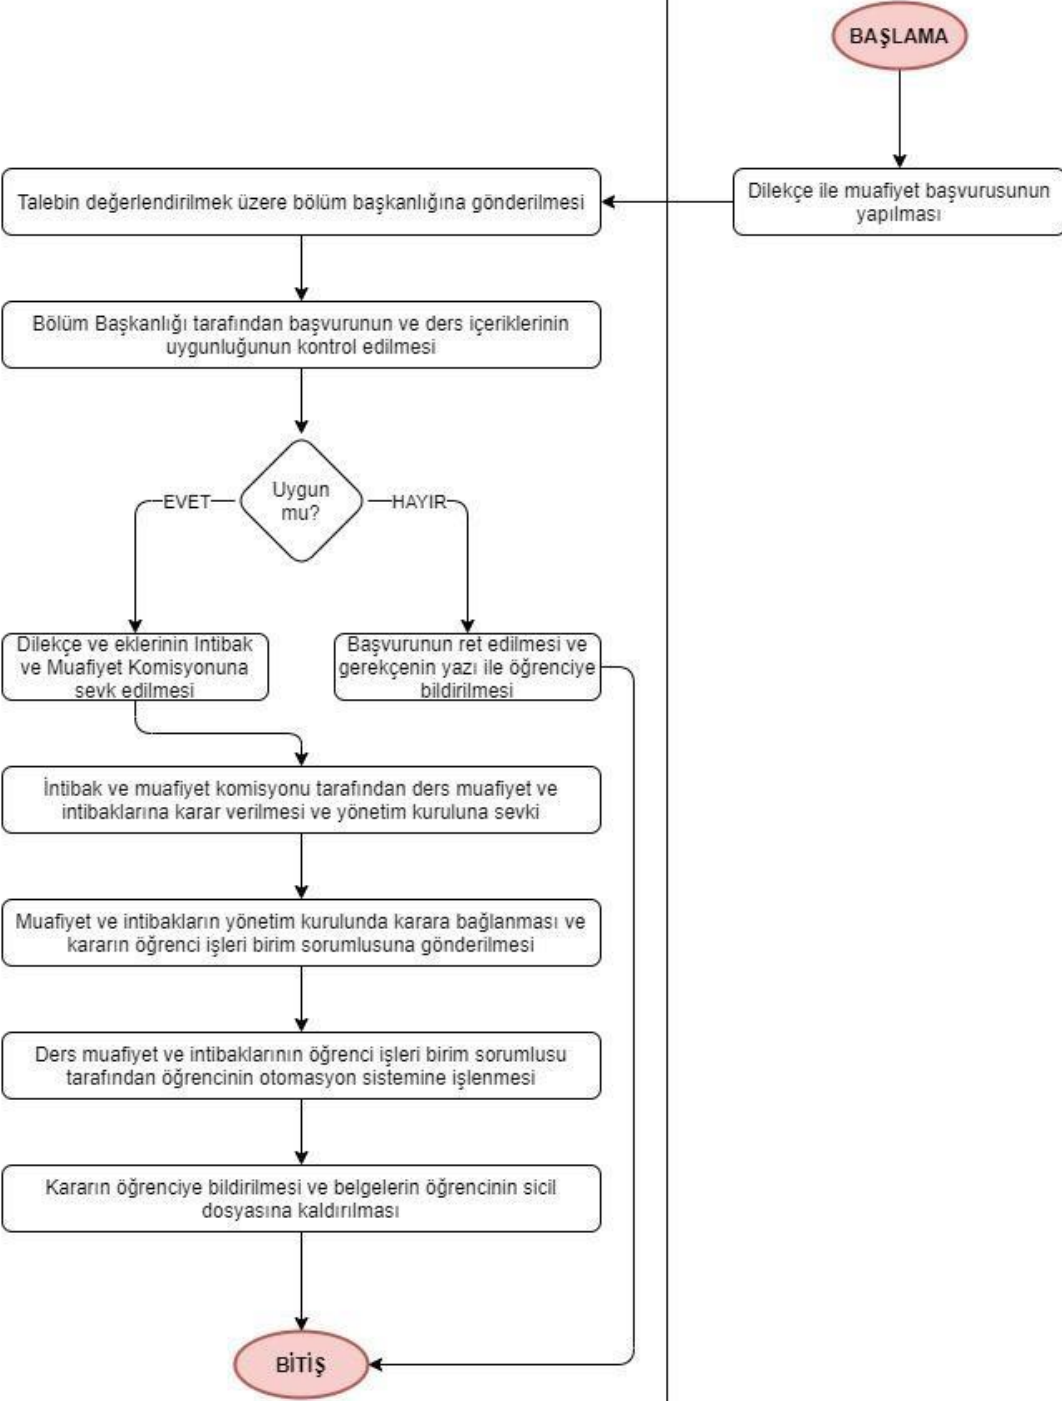 BAŞLAMA
Dilekçe ile muafiyet başvurusunun
yapılması
Talebin değerlendirilmek üzere bölüm başkanlığına gönderilmesi
Bölüm Başkanlığı tarafından başvurunun ve ders içeriklerinin
uygunluğunun kontrol edilmesi
Uygun
mu?
EVET
HAYIR
Dilekçe ve eklerinin Intibak
ve Muafiyet Komisyonuna
sevk edilmesi
Başvurunun ret edilmesi ve
gerekçenin yazı ile öğrenciye
bildirilmesi
İntibak ve muafiyet komisyonu tarafından ders muafiyet ve
intibaklarına karar verilmesi ve yönetim kuruluna sevki
Muafiyet ve intibakların yönetim kurulunda karara bağlanması ve
kararın öğrenci işleri birim sorumlusuna gönderilmesi
Ders muafiyet ve intibaklarının öğrenci işleri birim sorumlusu
tarafından öğrencinin otomasyon sistemine işlenmesi
Kararın öğrenciye bildirilmesi ve belgelerin öğrencinin sicil
dosyasına kaldırılması
BİTİŞ